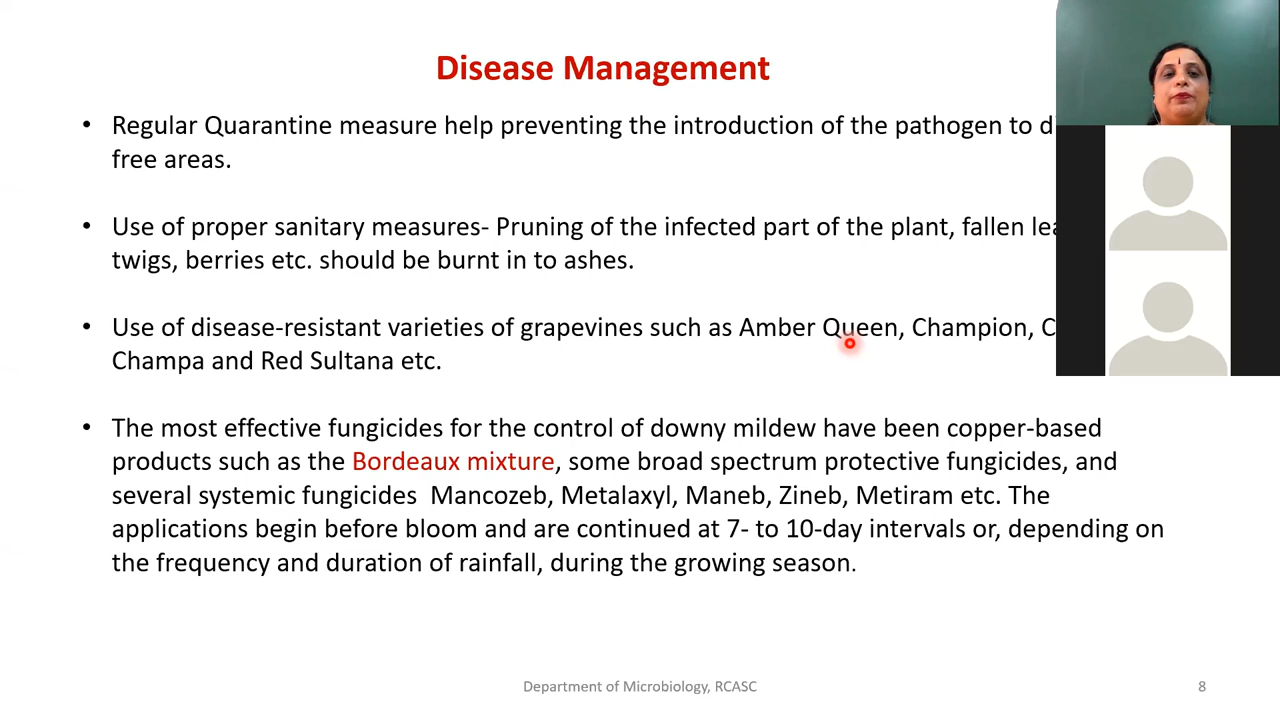 Disease Management
• Regular Quarantine measure help preventing the introduction of the pathogen to
free areas.
• Use of proper sanitary measures- Pruning of the infected part of the plant, fallen
twigs, berries etc. should be burnt in to ashes.
• Use of disease-resistant varieties of grapevines such as Amber Queen, Champion,
Champa and Red Sultana etc.
• The most effective fungicides for the control of downy mildew have been copper-based
products such as the Bordeaux mixture, some broad spectrum protective fungicides, and
several systemic fungicides Mancozeb, Metalaxyl, Maneb, Zineb, Metiram etc. The
applications begin before bloom and are continued at 7- to 10-day intervals or, depending on
the frequency and duration of rainfall, during the growing season.
Department of Microbiology, RCASC
8